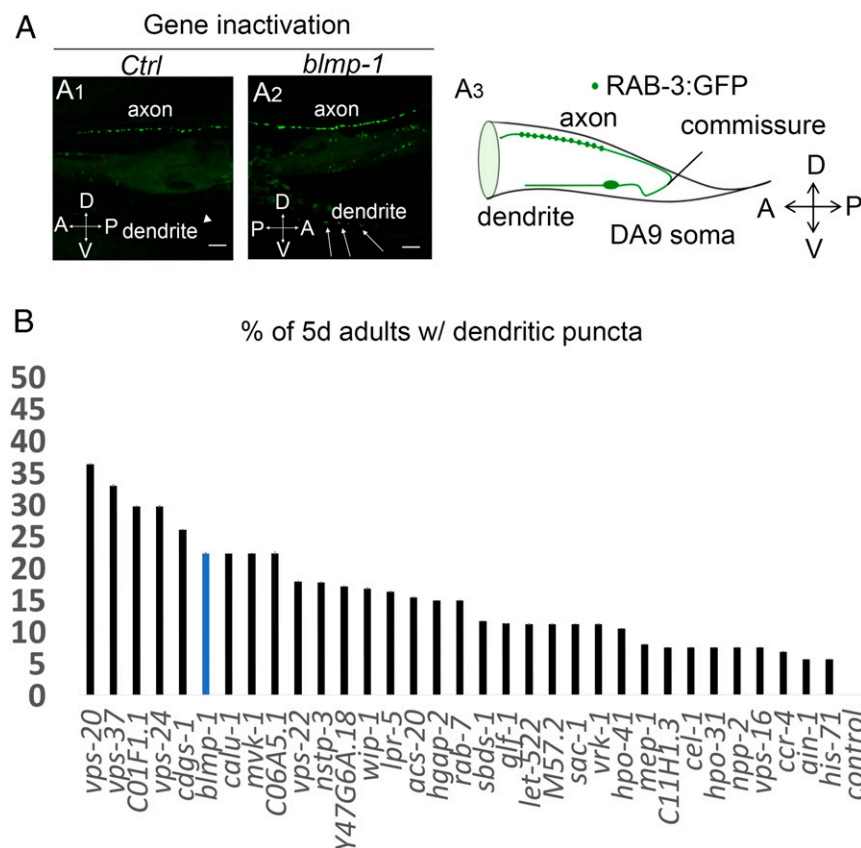 A
Gene inactivation
Ctrl
blmp-1
A1
axon
D
A P
V
dendrite
A2
axon
D
P A
V
dendrite
A3
RAB-3:GFP
axon
commissure
dendrite
DA9 soma
D
A P
V
B
% of 5d adults w/ dendritic puncta
50
45
40
35
30
25
20
15
10
5
0
vps-20
vps-37
C01F1.1
vps-24
cdgs-1
blmp-1
calu-1
mvk-1
C06A5.1
vps-22
nstp-3
Y47G6A.18
wip-1
lpr-5
acs-20
hgap-2
rab-7
sbds-1
glf-1
let-522
M57.2
sac-1
vrk-1
hpo-41
mep-1
C11H1.3
cel-1
hpo-31
npp-2
vps-16
ccr-4
ain-1
his-71
control